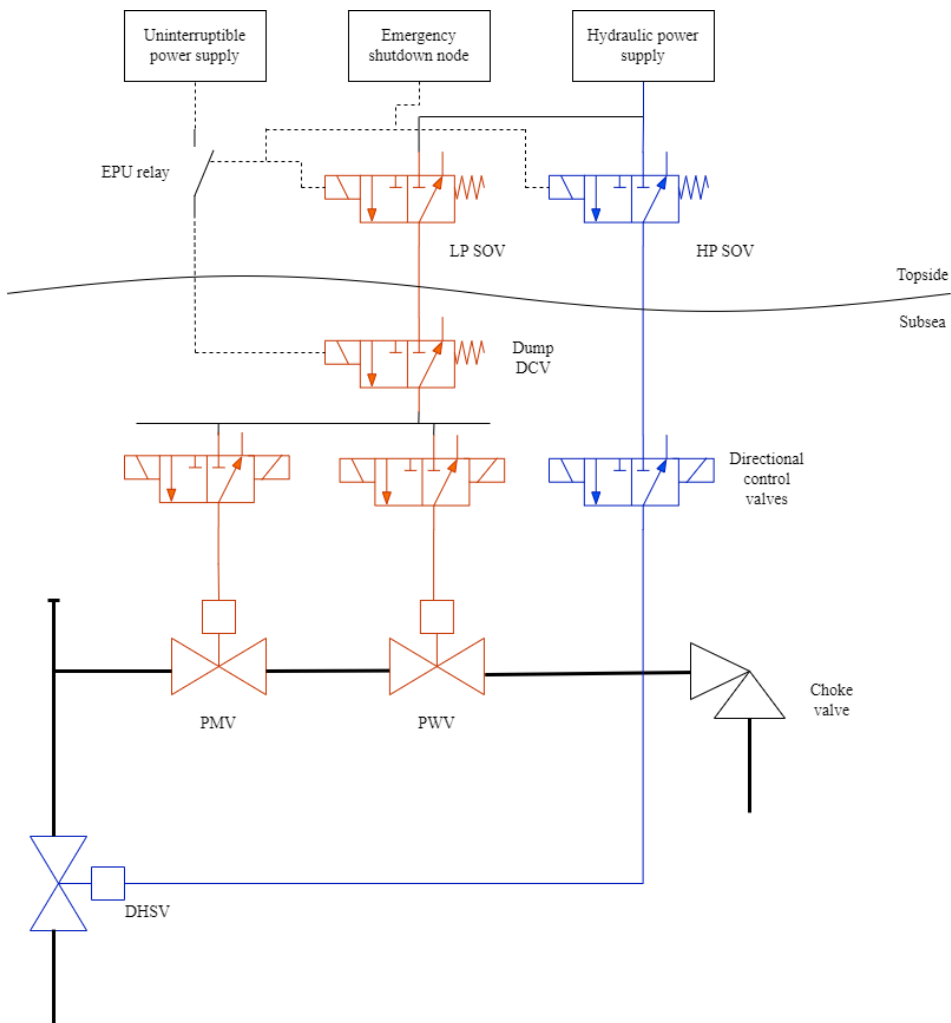 Uninterruptible
power supply
Emergency
shutdown node
Hydraulic power
supply
EPU relay
LP SOV
HP SOV
Topside
Subsea
Dump
DCV
Directional
control
valves
PMV
PWV
Choke
valve
DHSV